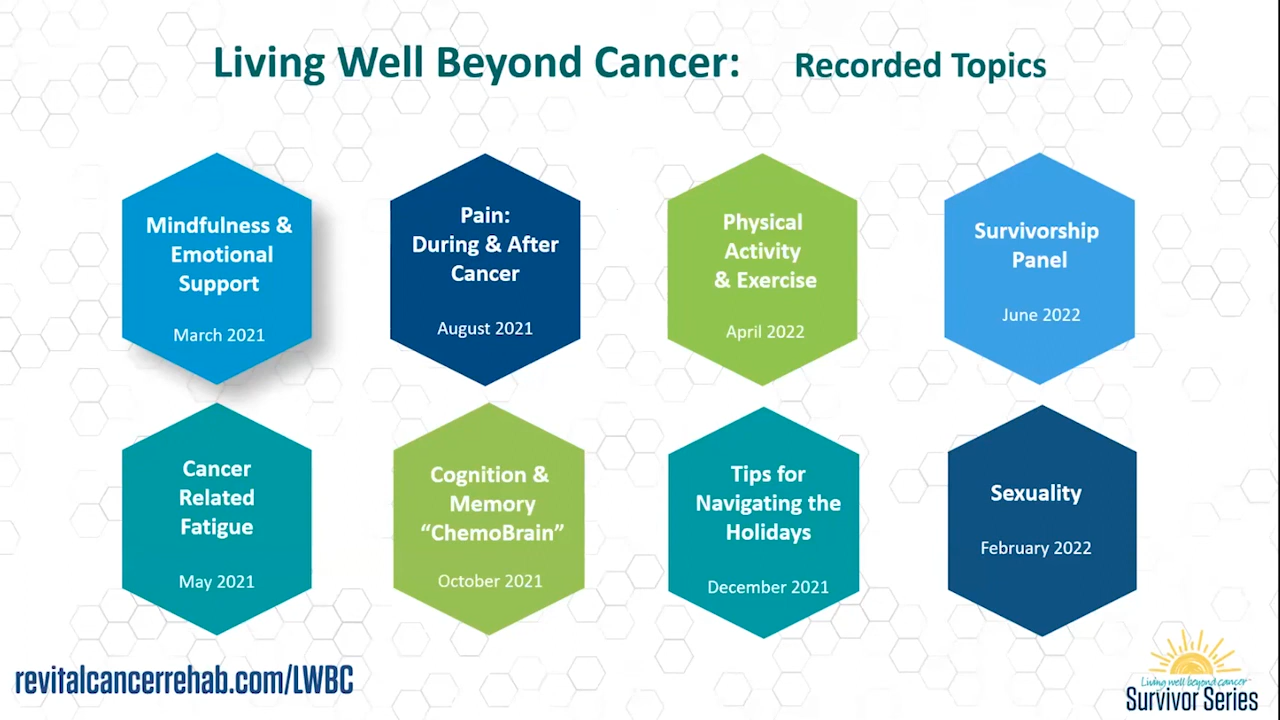 Living Well Beyond Cancer: Recorded Topics
Mindfulness &
Emotional
Support
March 2021
Pain:
During & After
Cancer
August 2021
Physical
Activity
& Exercise
April 2022
Survivorship
Panel
June 2022
Cancer
Related
Fatigue
May 2021
Cognition &
Memory
“ChemoBrain”
October 2021
Tips for
Navigating the
Holidays
December 2021
Sexuality
February 2022
revitalcancerrehab.com/LWBC
Living well beyond cancer™
Survivor Series